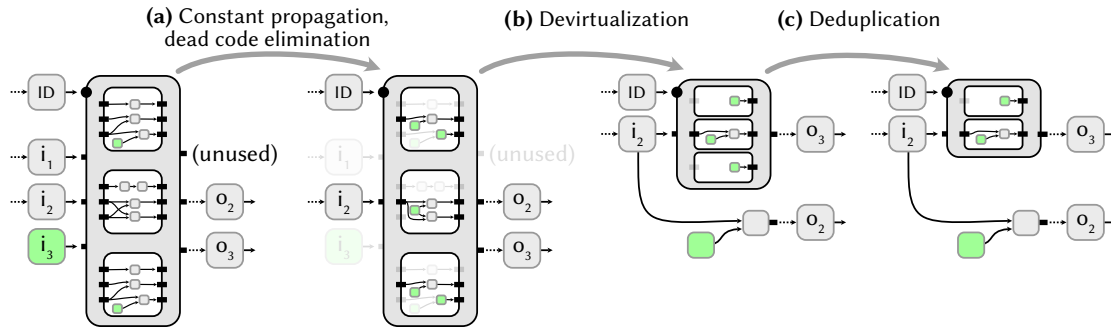 (a) Constant propagation,
dead code elimination
(b) Devirtualization
(c) Deduplication
ID
i1
i2
i3
(unused)
o2
o3
ID
i1
i2
i3
(unused)
o2
o3
ID
i2
o3
o2
ID
i2
o3
o2